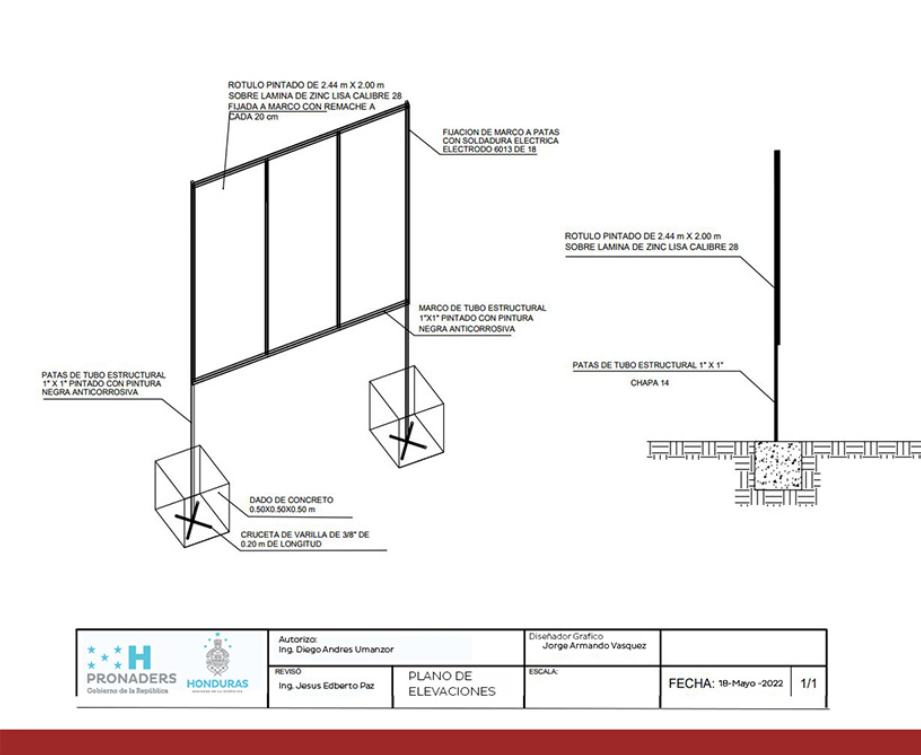 ROTULO PINTADO DE 2.44 m X 2.00 m
SOBRE LAMINA DE ZINC LISA CALIBRE 28
FIJADA A MARCO CON REMACHE A
CADA 20 cm
FIJACION DE MARCO A PATAS
CON SOLDADURA ELECTRICA
ELECTRODO 6013 DE 18
ROTULO PINTADO DE 2.44 m X 2.00 m
SOBRE LAMINA DE ZINC LISA CALIBRE 28
MARCO DE TUBO ESTRUCTURAL
1"X1" PINTADO CON PINTURA
NEGRA ANTICORROSIVA
PATAS DE TUBO ESTRUCTURAL
1" X 1" PINTADO CON PINTURA
NEGRA ANTICORROSIVA
PATAS DE TUBO ESTRUCTURAL 1" X 1"
CHAPA 14
DADO DE CONCRETO
0.50X0.50X0.50 m
CRUCETA DE VARILLA DE 3/8" DE
0.20 m DE LONGITUD
H
PRONADERS
Gobierno de la República
HONDURAS
GOBIERNO DE LA REPÚBLICA
Autorizo:
Ing. Diego Andres Umanzor
Diseñador Grafico
Jorge Armando Vasquez
REVISÓ
Ing. Jesus Edberto Paz
PLANO DE
ELEVACIONES
ESCALA:
FECHA: 18-Mayo -2022
1/1